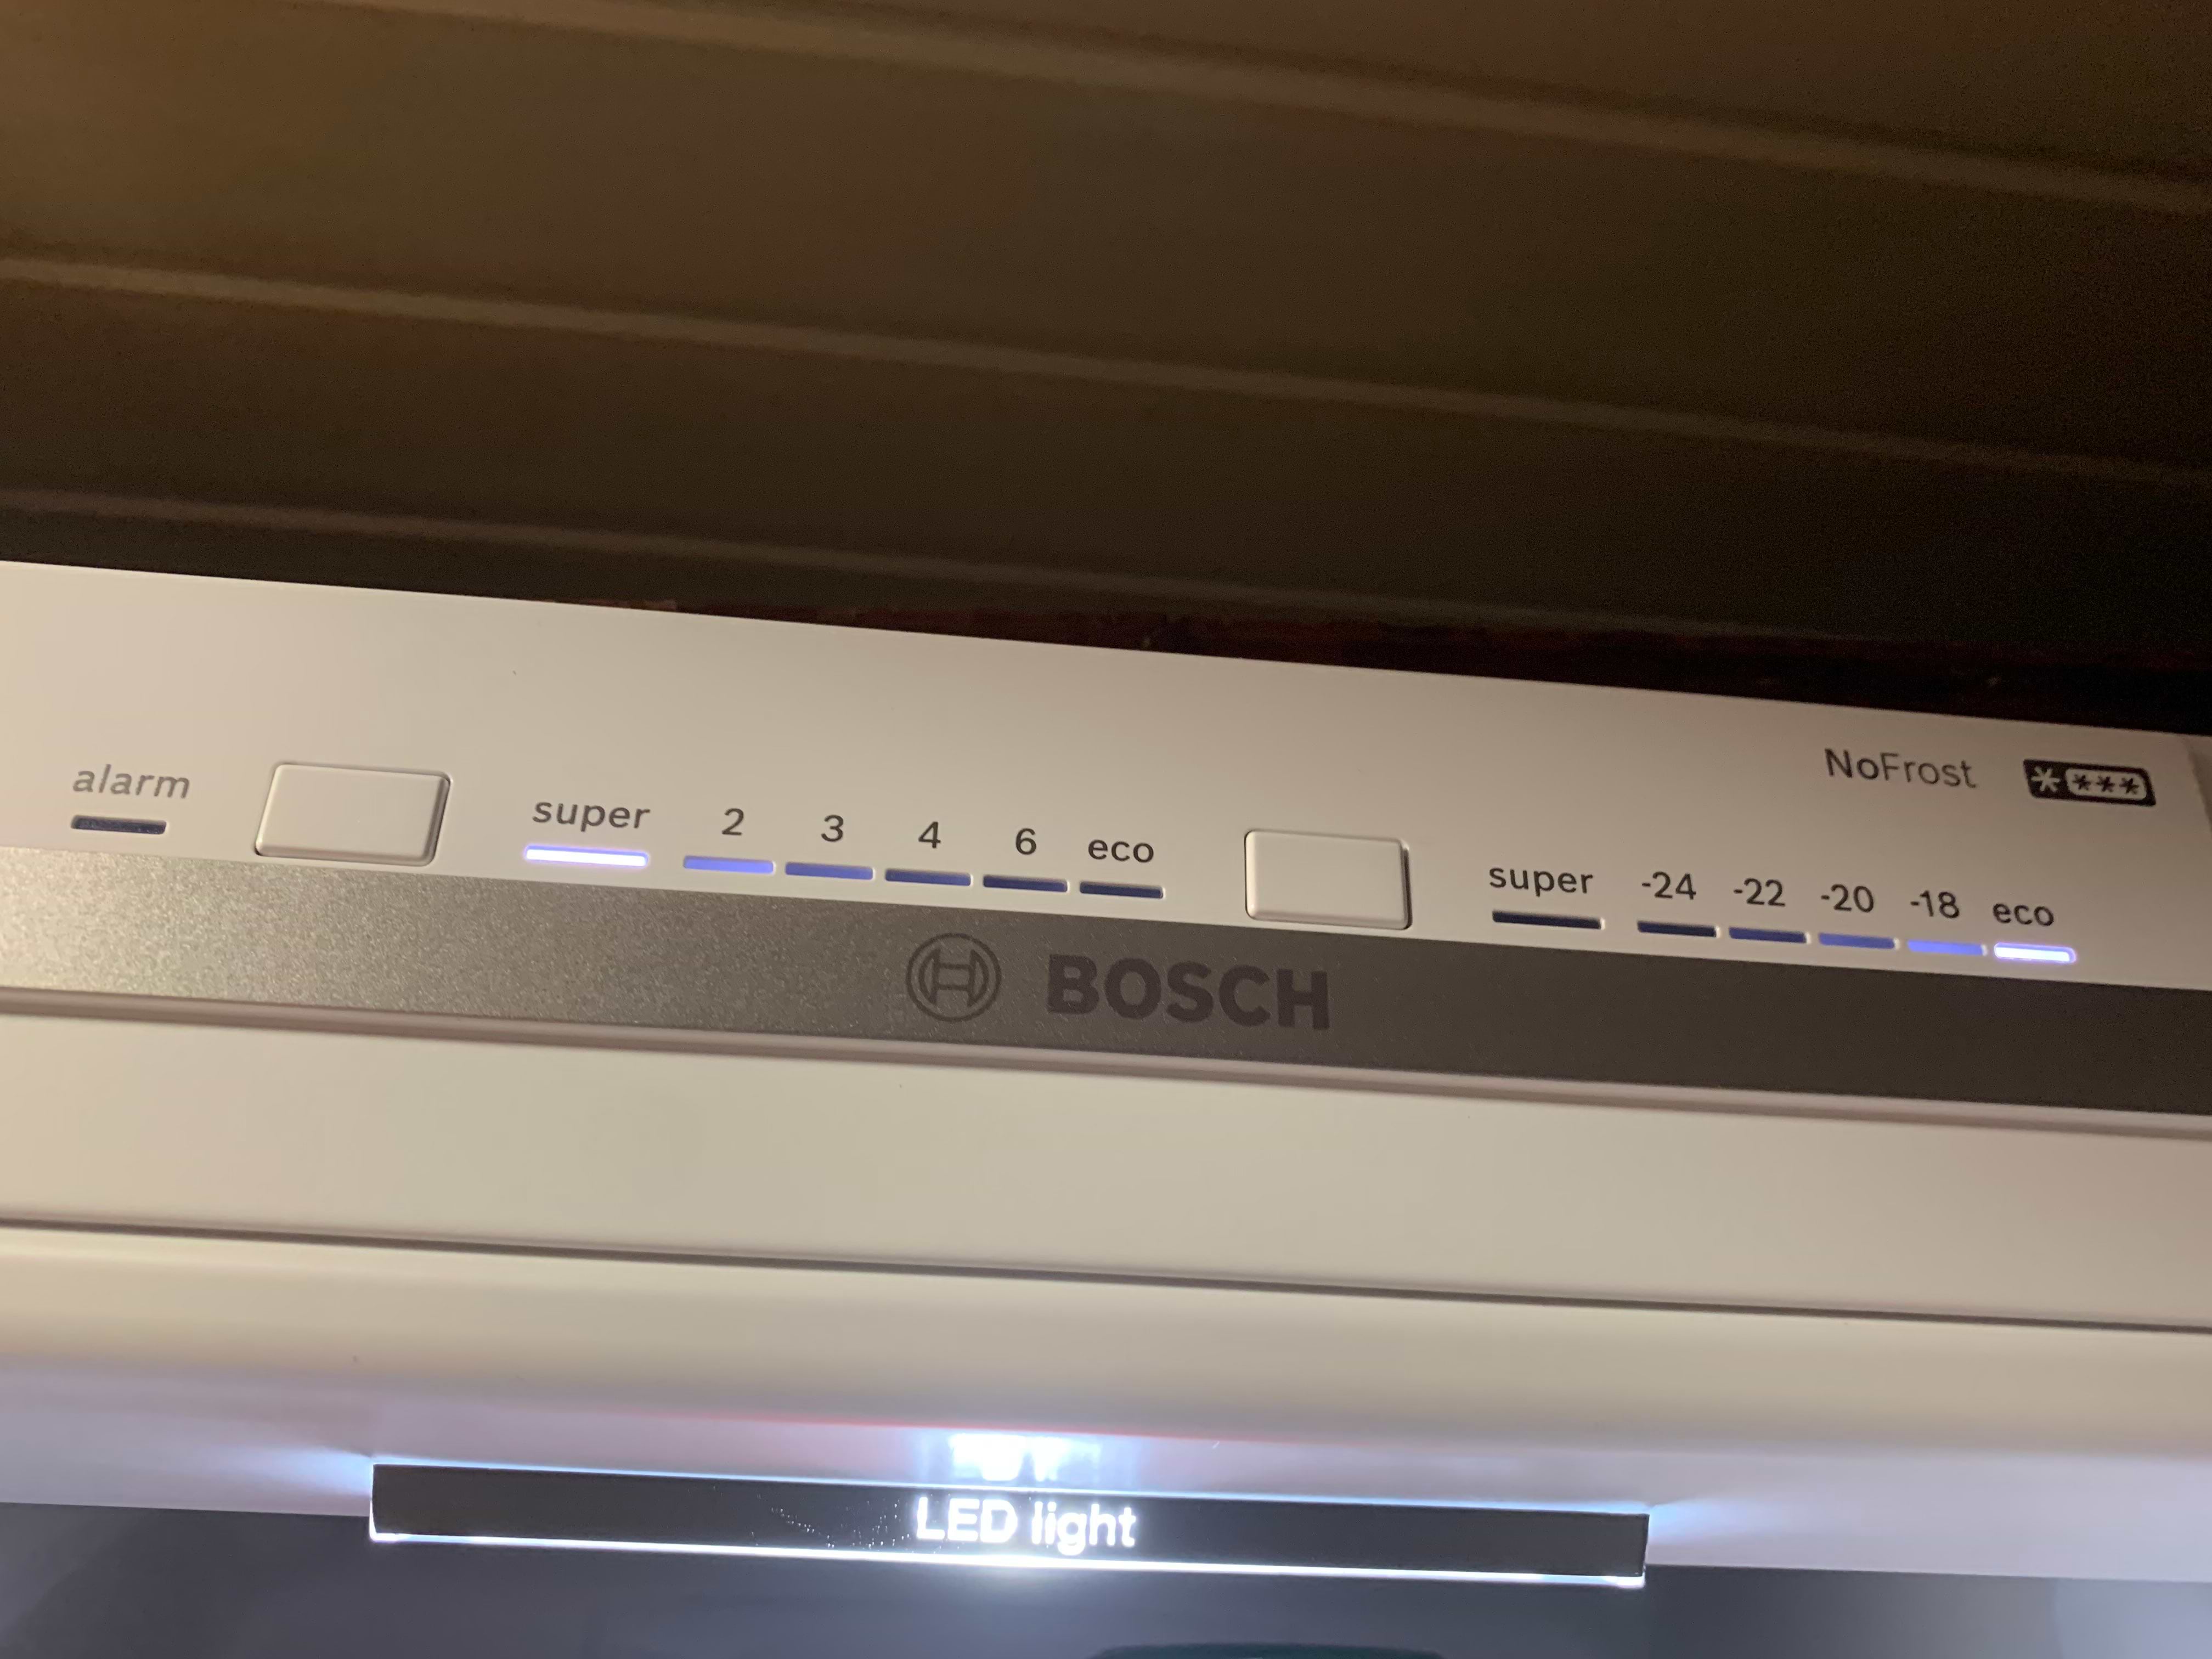 NoFrost
alarm super 2 3 4 6 eco super -24 -22 -20 -18 eco
BOSCH
LED light